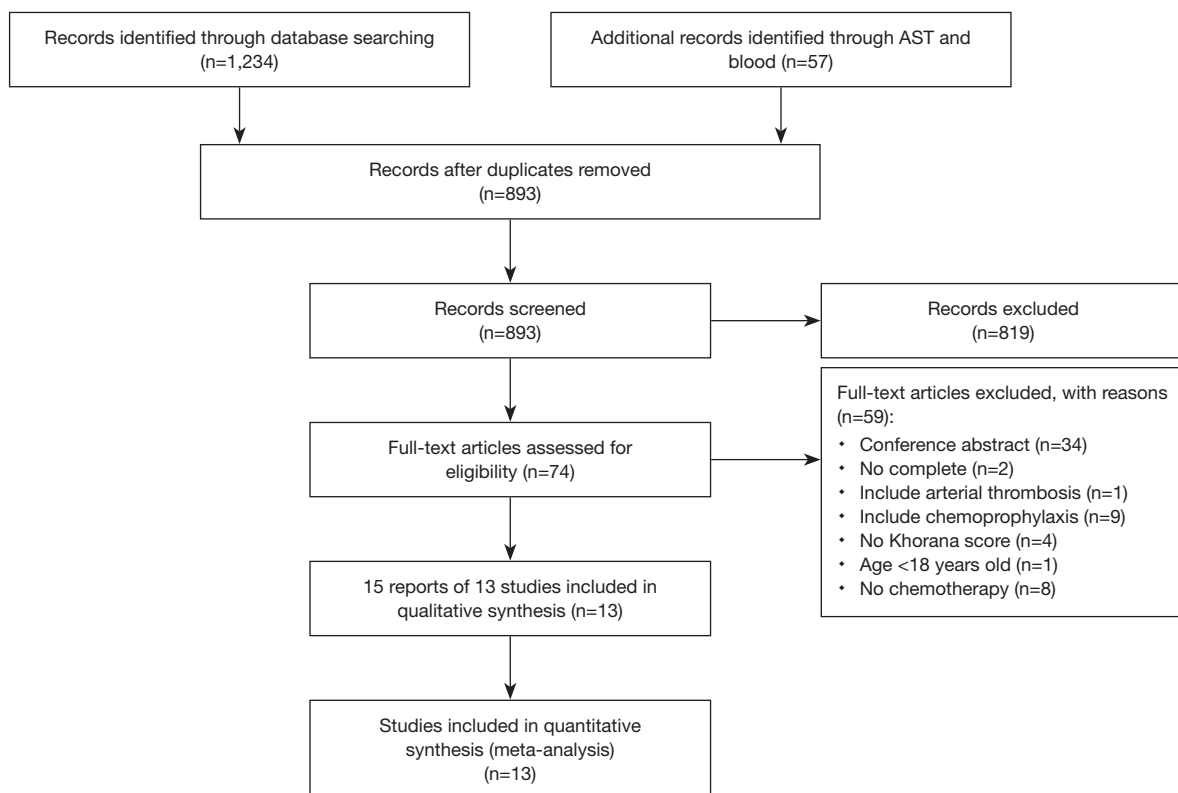 Records identified through database searching
(n=1,234)
Additional records identified through AST and
blood (n=57)
Records after duplicates removed
(n=893)
Records screened
(n=893)
Records excluded
(n=819)
Full-text articles assessed for
eligibility (n=74)
Full-text articles excluded, with reasons
(n=59):
• Conference abstract (n=34)
• No complete (n=2)
• Include arterial thrombosis (n=1)
• Include chemoprophylaxis (n=9)
• No Khorana score (n=4)
• Age <18 years old (n=1)
• No chemotherapy (n=8)
15 reports of 13 studies included in
qualitative synthesis (n=13)
Studies included in quantitative
synthesis (meta-analysis)
(n=13)